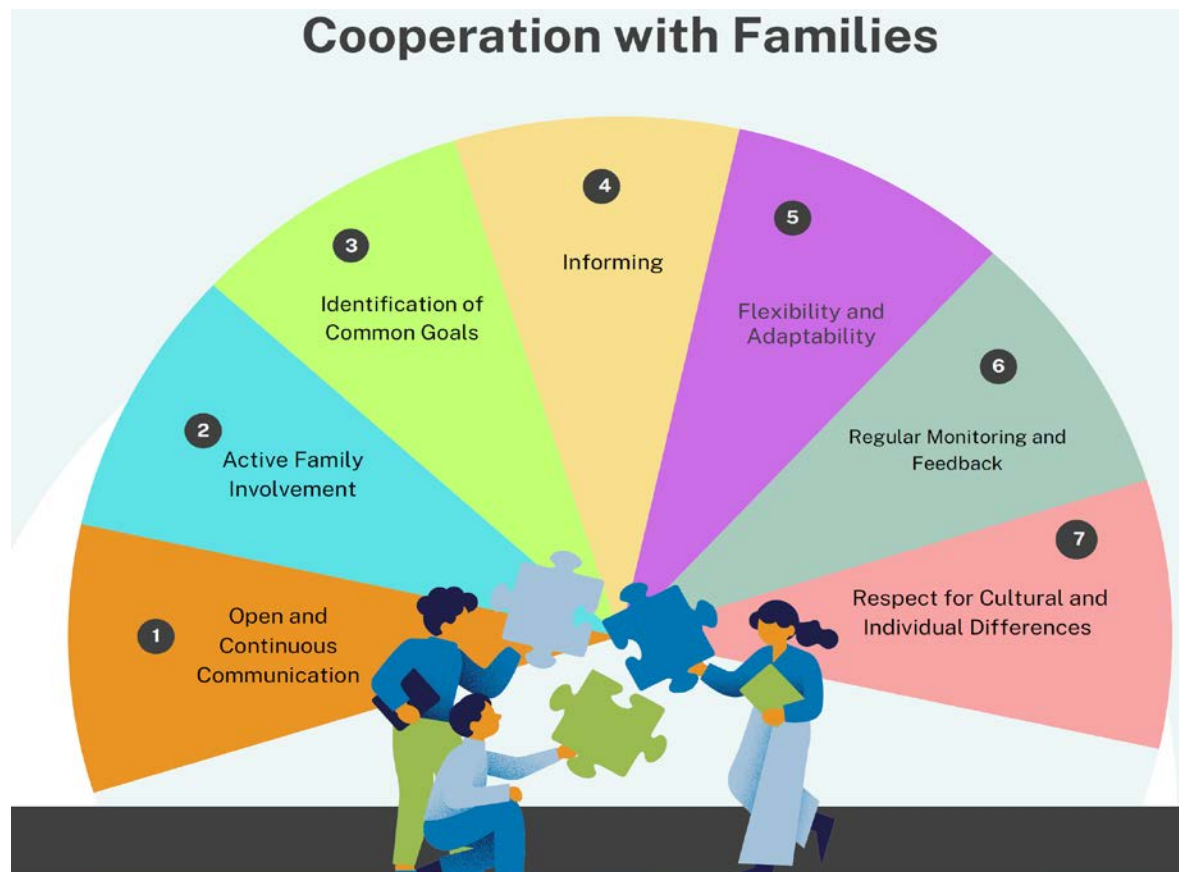 Cooperation with Families
1
Open and
Continuous
Communication
2
Active Family
Involvement
3
Identification of
Common Goals
4
Informing
5
Flexibility and
Adaptability
6
Regular Monitoring and
Feedback
7
Respect for Cultural and
Individual Differences